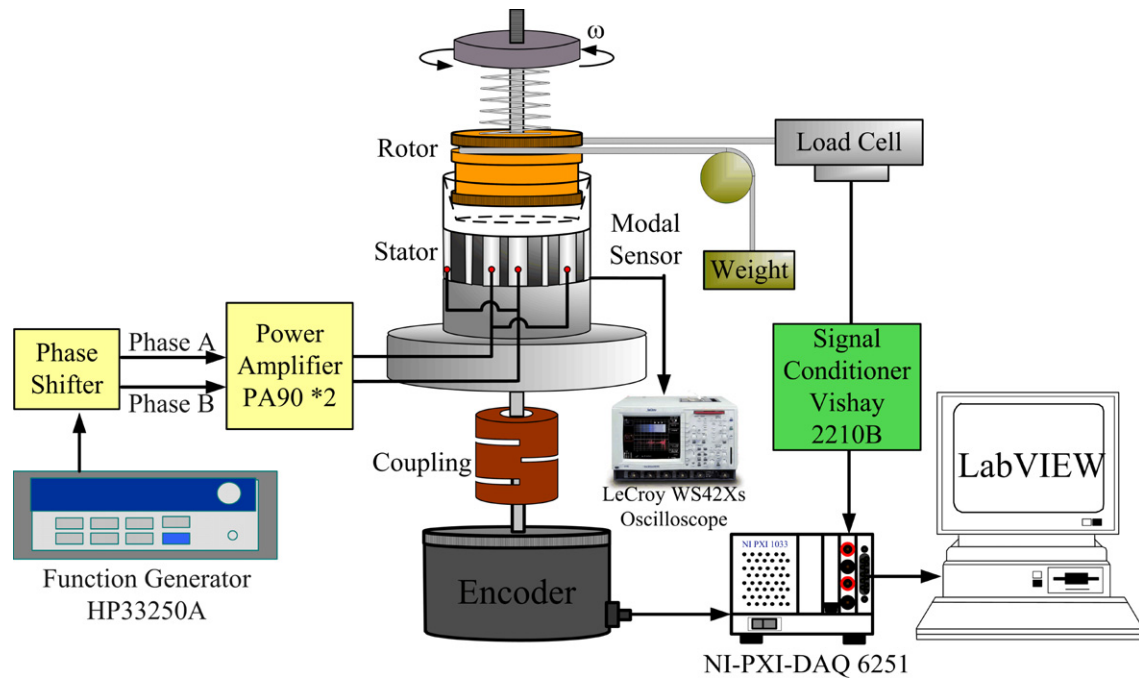 ω
Rotor
Load Cell
Modal
Sensor
Stator
Weight
Phase A
Power
Amplifier
PA90 *2
Phase
Shifter
Phase B
Signal
Conditioner
Vishay
2210B
Coupling
LeCroy WS42Xs
Oscilloscope
LabVIEW
Function Generator
HP33250A
Encoder
NI PXI 1033
NI-PXI-DAQ 6251